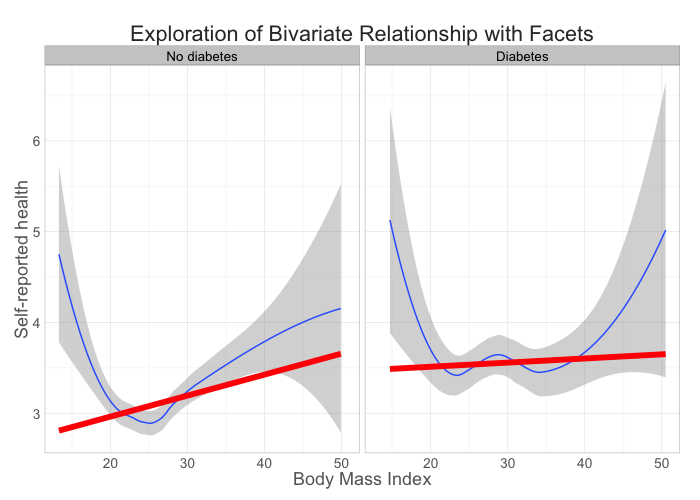 Exploration of Bivariate Relationship with Facets
No diabetes
Diabetes
6
5
4
3
Self-reported health
20 30 40 50
20 30 40 50
Body Mass Index